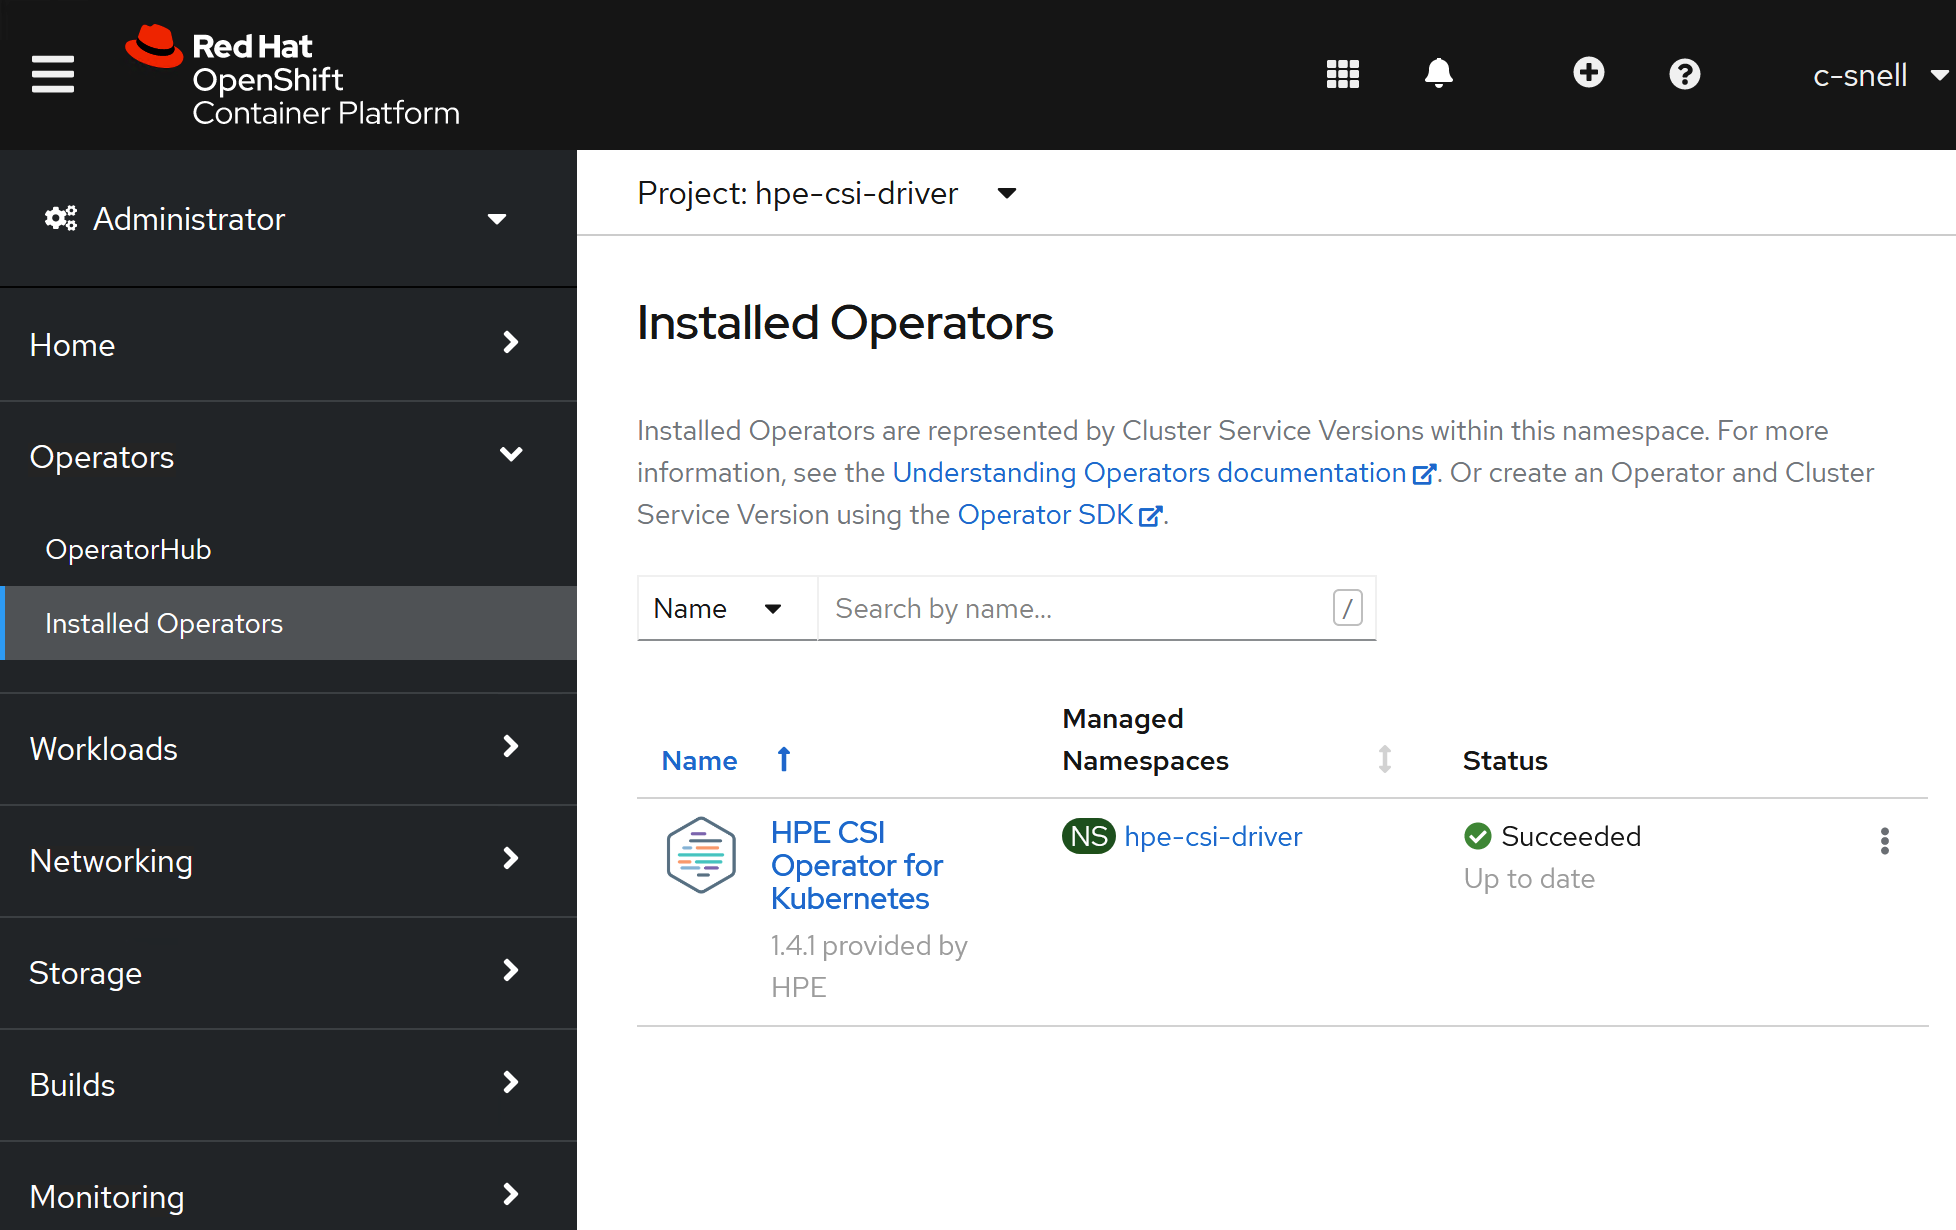 Red Hat
OpenShift
Container Platform
c-snell
Administrator
Home
Operators
OperatorHub
Installed Operators
Workloads
Networking
Storage
Builds
Monitoring
Project: hpe-csi-driver
Installed Operators
Installed Operators are represented by Cluster Service Versions within this namespace. For more
information, see the Understanding Operators documentation. Or create an Operator and Cluster
Service Version using the Operator SDK.
Name
Search by name...
/
Name
Managed
Namespaces
Status
HPE CSI
Operator for
Kubernetes
1.4.1 provided by
HPE
NS hpe-csi-driver
Succeeded
Up to date